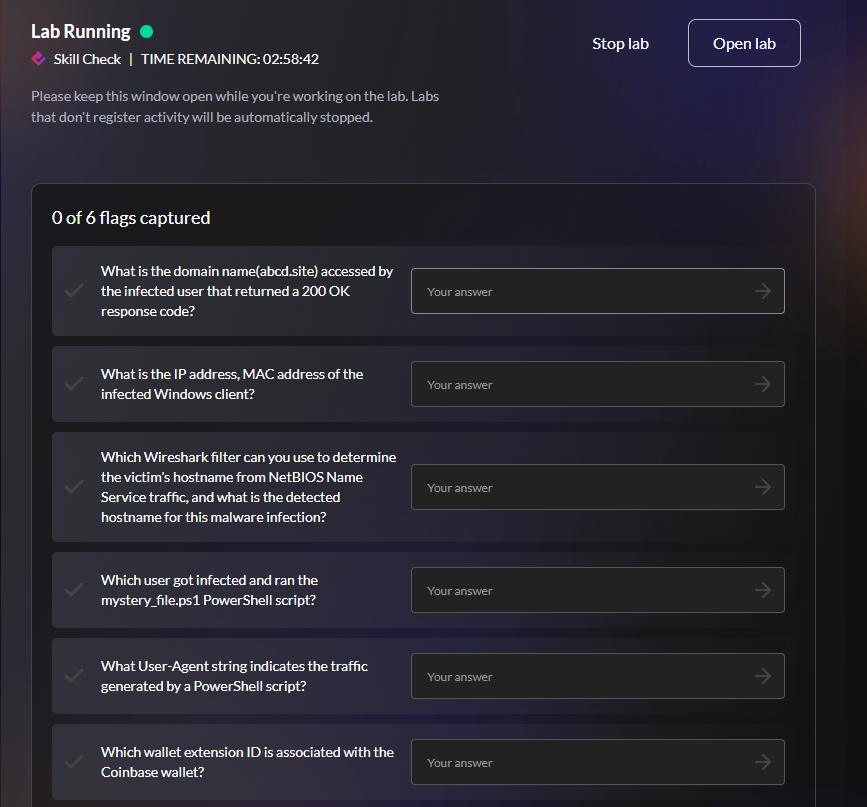 Lab Running
Stop lab
Open lab
Skill Check | TIME REMAINING: 02:58:42
Please keep this window open while you're working on the lab. Labs
that don't register activity will be automatically stopped.
0 of 6 flags captured
What is the domain name(abcd.site) accessed by
the infected user that returned a 200 OK
response code?
Your answer
What is the IP address, MAC address of the
infected Windows client?
Your answer
Which Wireshark filter can you use to determine
the victim’s hostname from NetBIOS Name
Service traffic, and what is the detected
hostname for this malware infection?
Your answer
Which user got infected and ran the
mystery_file.ps1 PowerShell script?
Your answer
What User-Agent string indicates the traffic
generated by a PowerShell script?
Your answer
Which wallet extension ID is associated with the
Coinbase wallet?
Your answer